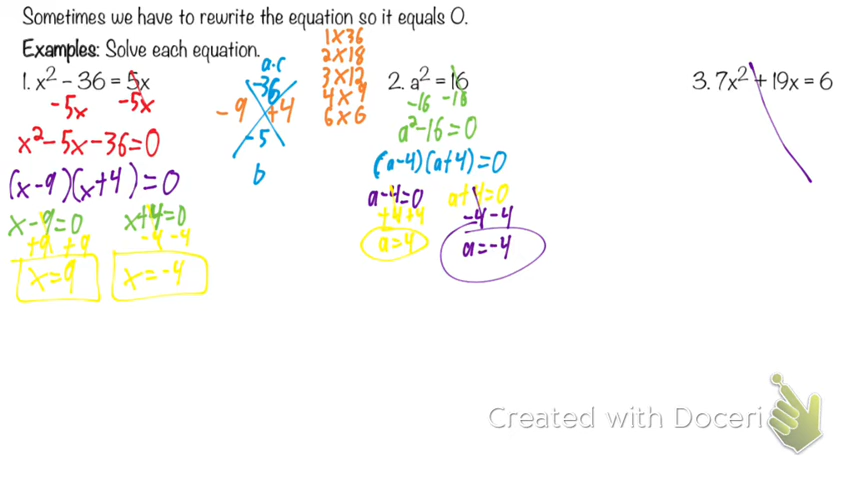 Sometimes we have to rewrite the equation so it equals 0.
Examples: Solve each equation.
1. x² - 36 = 5x
-5x -5x
x²-5x-36=0
(x-9)(x+4)=0
x-9=0 x+4=0
+9 +9 -4 -4
x=9 x=-4
a·c
-36
-9 +4
-5
b
1x36
2x18
3x12
4x9
6x6
2. a² = 16
-16 -16
a²-16=0
(a-4)(a+4)=0
a-4=0 a+4=0
+4 +4 -4 -4
a=4 a=-4
3. 7x² + 19x = 6
Created with Doceri